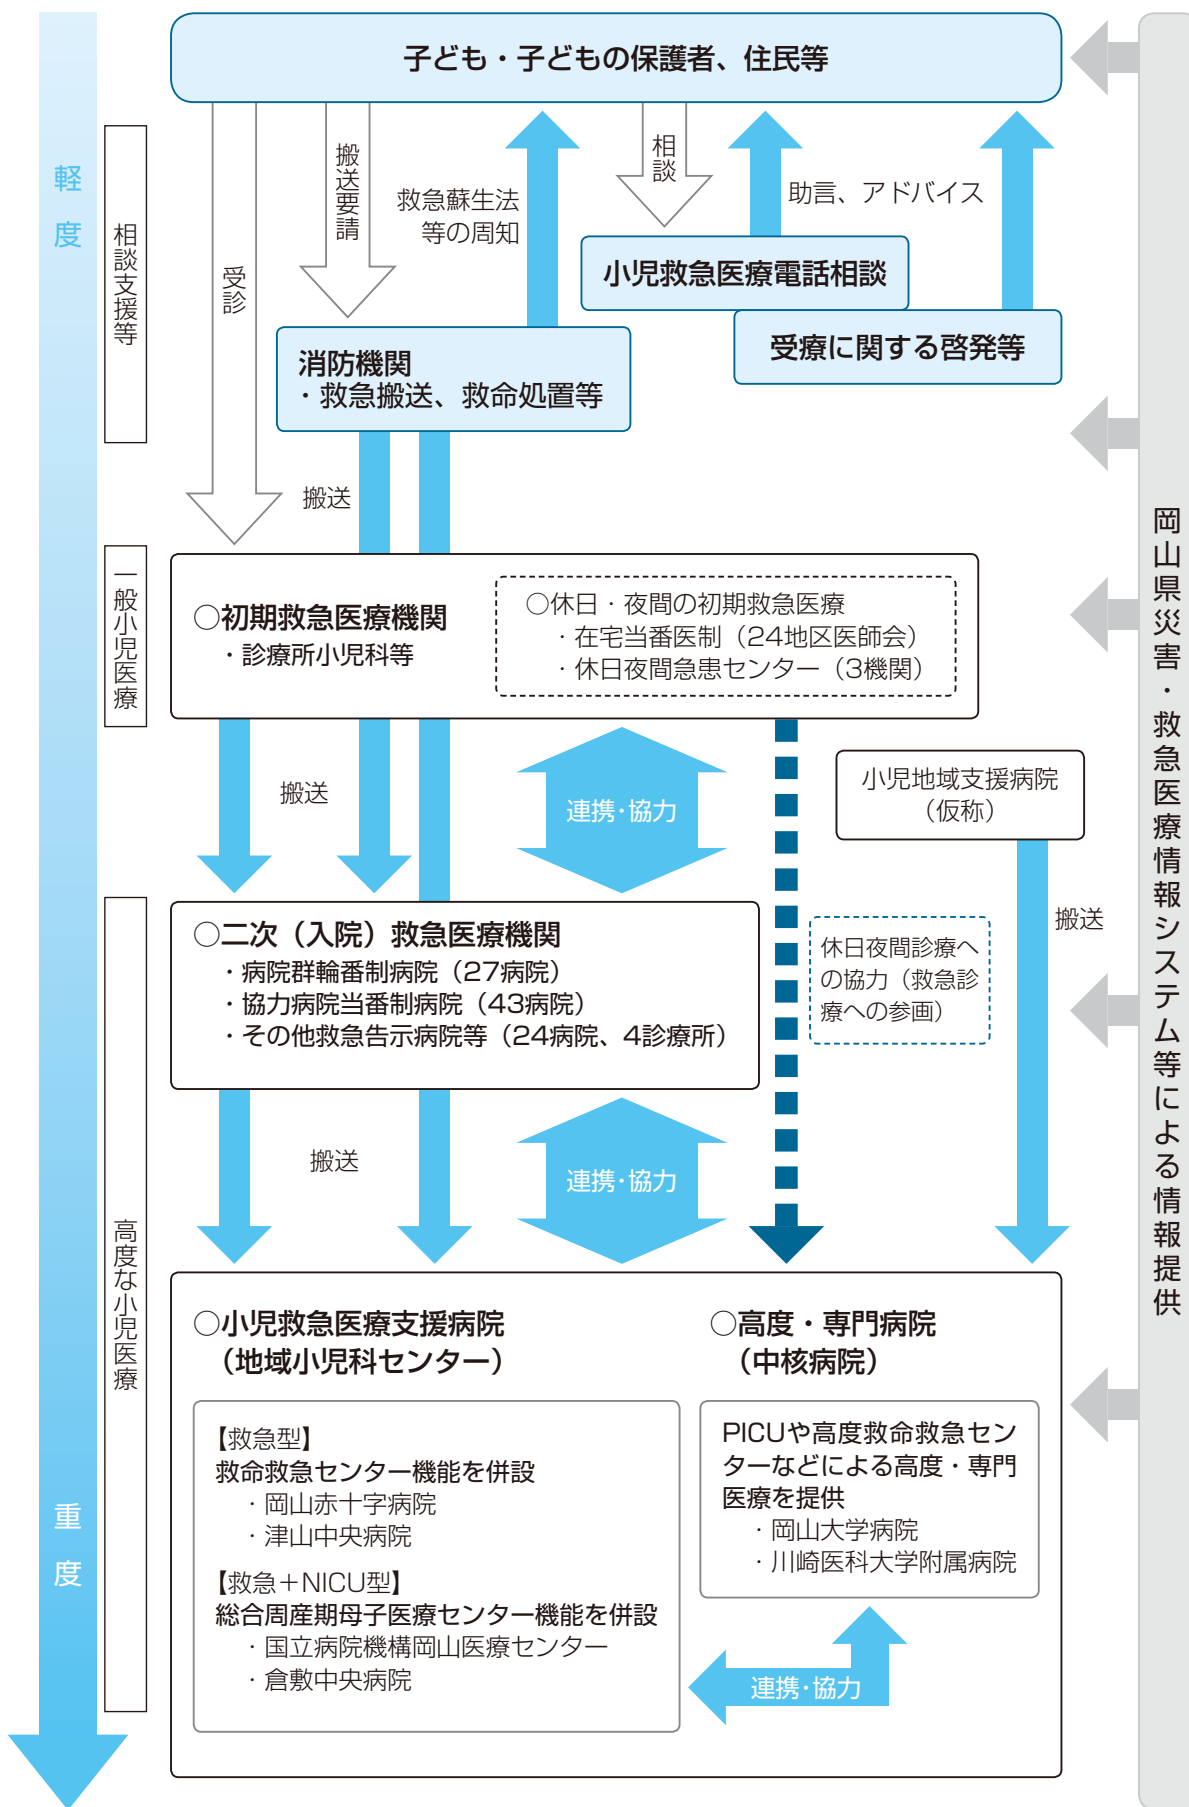 子ども・子どもの保護者、住民等
軽度
重度
相談支援等
一般小児医療
高度な小児医療
受診
搬送要請
救急蘇生法
等の周知
相談
助言、アドバイス
小児救急医療電話相談
受療に関する啓発等
消防機関
・救急搬送、救命処置等
搬送
○初期救急医療機関
・診療所小児科等
○休日・夜間の初期救急医療
・在宅当番医制（24地区医師会）
・休日夜間急患センター（3機関）
搬送
連携・協力
小児地域支援病院
（仮称）
搬送
○二次（入院）救急医療機関
・病院群輪番制病院（27病院）
・協力病院当番制病院（43病院）
・その他救急告示病院等（24病院、4診療所）
休日夜間診療へ
の協力（救急診
療への参画）
搬送
連携・協力
○小児救急医療支援病院
（地域小児科センター）
【救急型】
救命救急センター機能を併設
・岡山赤十字病院
・津山中央病院
【救急＋NICU型】
総合周産期母子医療センター機能を併設
・国立病院機構岡山医療センター
・倉敷中央病院
○高度・専門病院
（中核病院）
PICUや高度救命救急セン
ターなどによる高度・専門
医療を提供
・岡山大学病院
・川崎医科大学附属病院
連携・協力
岡山県災害・救急医療情報システム等による情報提供